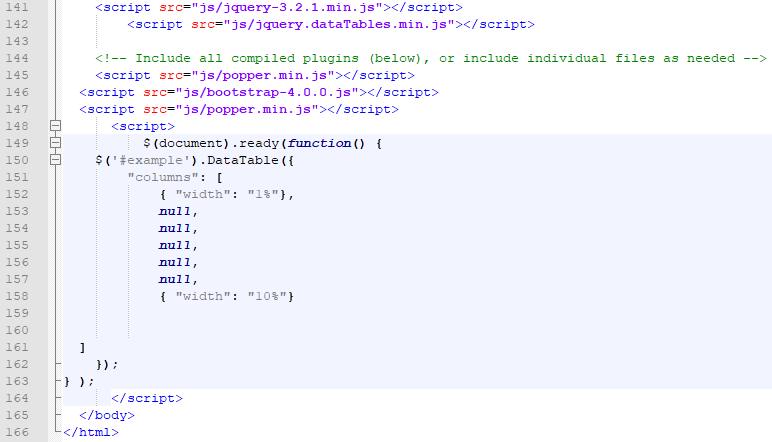 141 <script src="js/jquery-3.2.1.min.js"></script>
142 <script src="js/jquery.dataTables.min.js"></script>
143
144 <!-- Include all compiled plugins (below), or include individual files as needed -->
145 <script src="js/popper.min.js"></script>
146 <script src="js/bootstrap-4.0.0.js"></script>
147 <script src="js/popper.min.js"></script>
148 <script>
149 $(document).ready(function() {
150 $('#example').DataTable({
151 "columns": [
152 { "width": "1%"},
153 null,
154 null,
155 null,
156 null,
157 null,
158 { "width": "10%"}
159
160
161 ]
162 });
163 } );
164 </script>
165 </body>
166 </html>